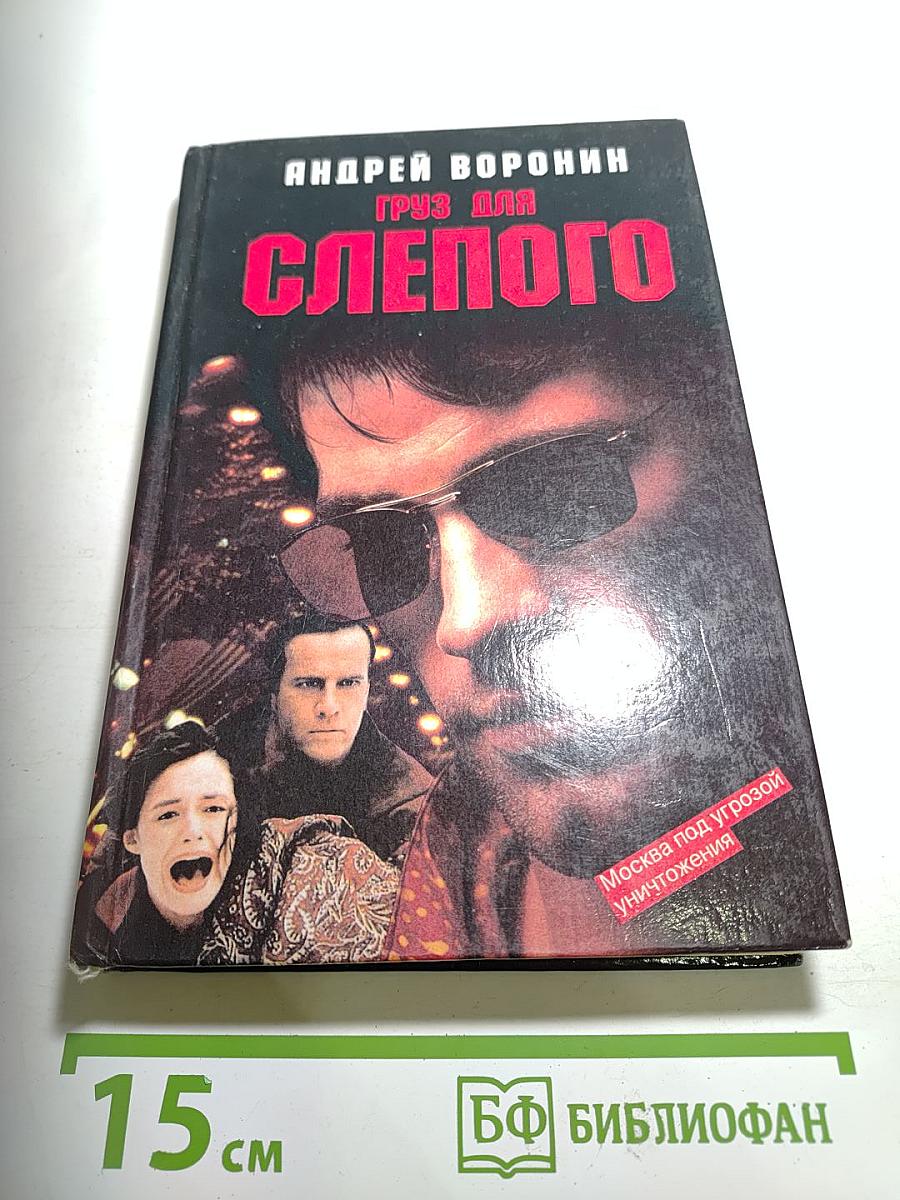 АНДРЕЙ ВОРОНИН
ГРУЗ ДЛЯ
СЛЕПОГО
Москва под угрозой
уничтожения
15 см
БФ БИБЛИОФАН